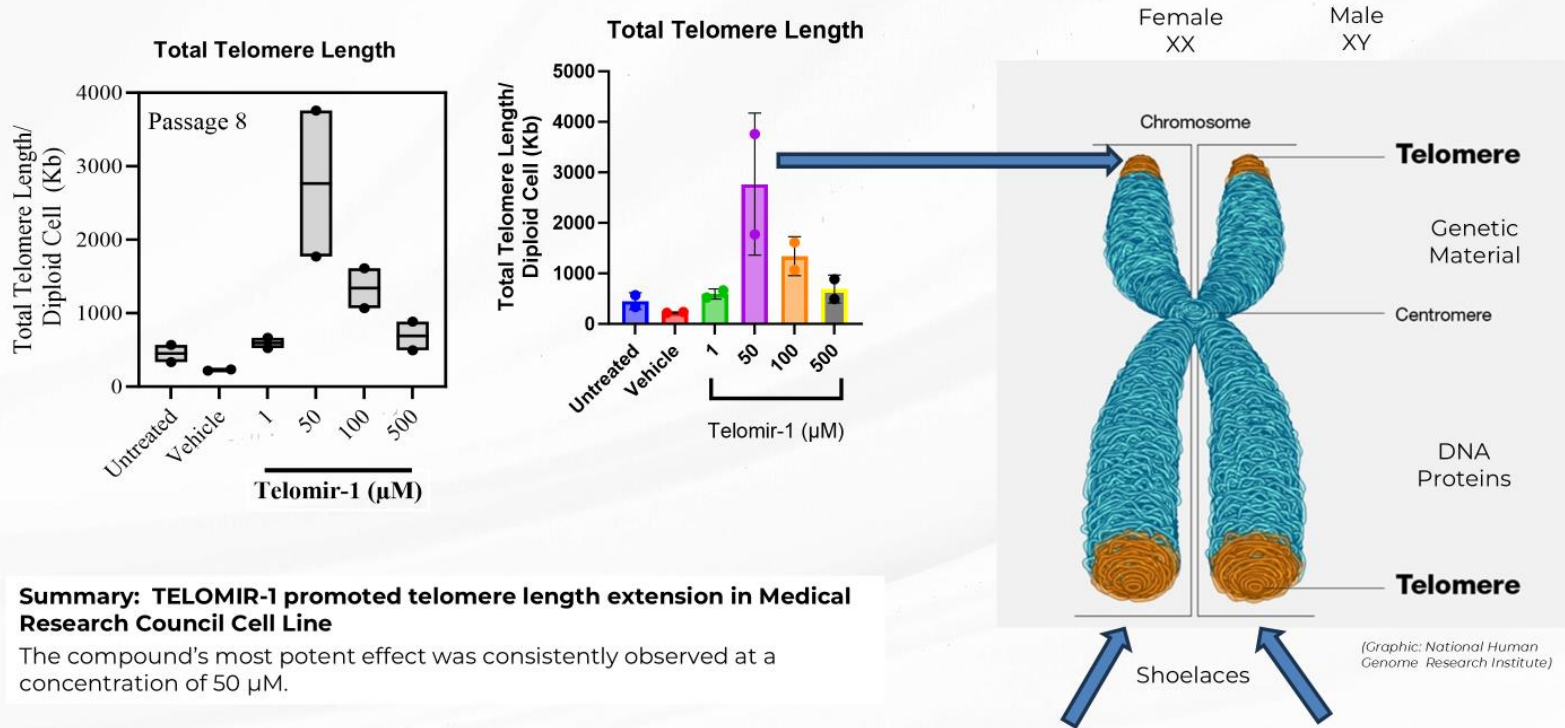 Total Telomere Length
4000
3000
2000
1000
0
Total Telomere Length/
Diploid Cell (Kb)
Passage 8
Untreated
Vehicle
1
50
100
500
Telomir-1 (µM)
Total Telomere Length
5000
4000
3000
2000
1000
0
Total Telomere Length/
Diploid Cell (Kb)
Untreated
Vehicle
1
50
100
500
Telomir-1 (µM)
Female
XX
Male
XY
Chromosome
Telomere
Genetic
Material
Centromere
DNA
Proteins
Telomere
(Graphic: National Human
Genome Research Institute)
Shoelaces
Summary: TELOMIR-1 promoted telomere length extension in Medical
Research Council Cell Line
The compound's most potent effect was consistently observed at a
concentration of 50 µM.